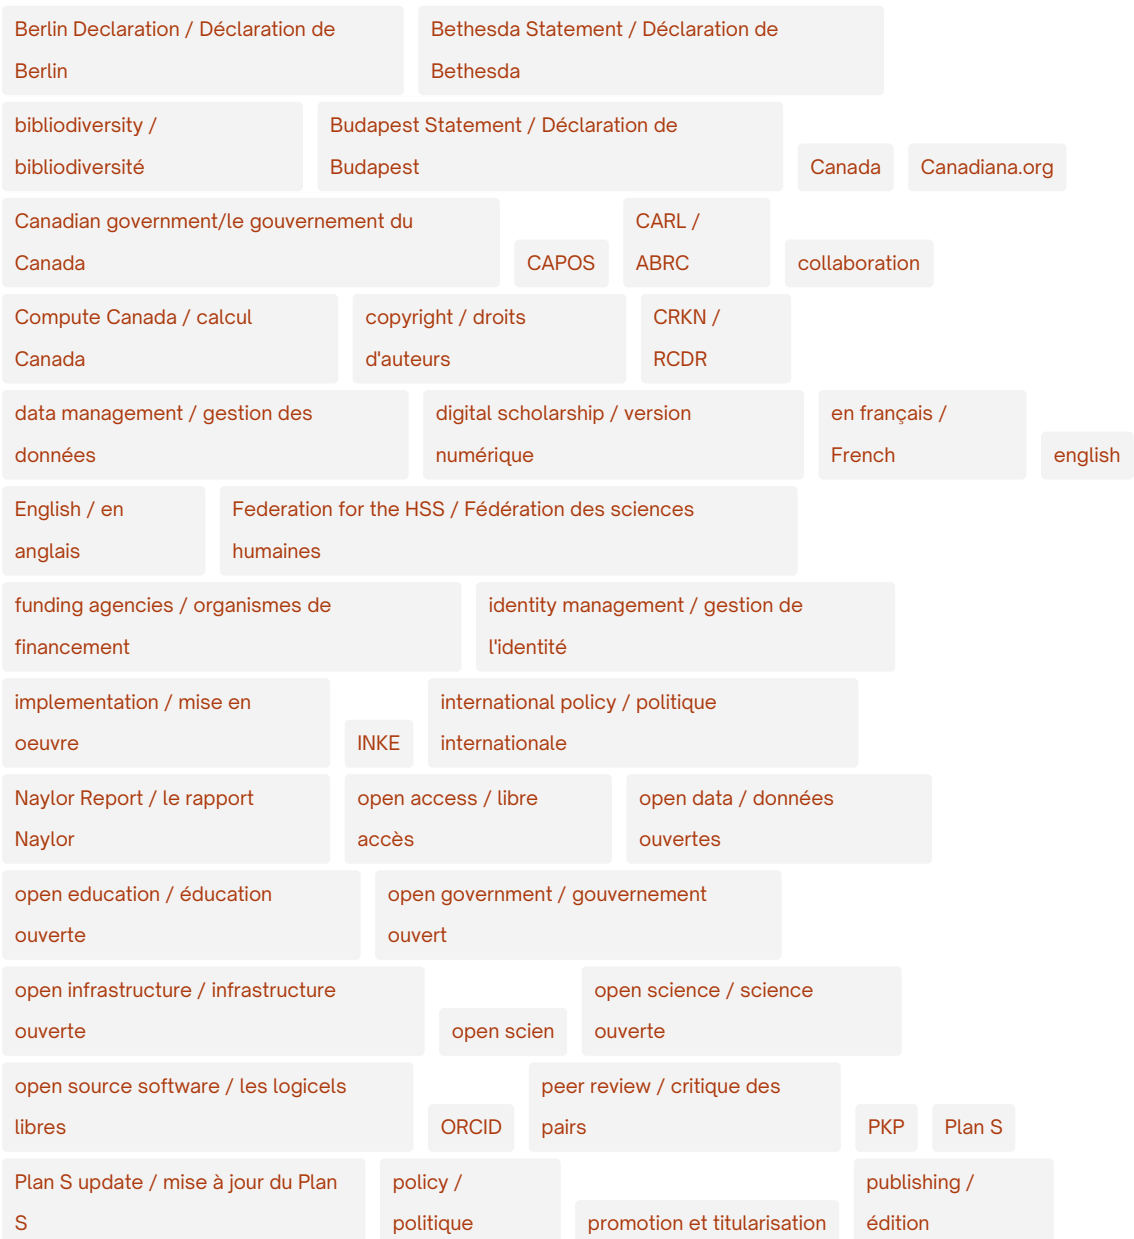 Berlin Declaration / Déclaration de
Berlin
Bethesda Statement / Déclaration de
Bethesda
bibliodiversity /
bibliodiversité
Budapest Statement / Déclaration de
Budapest
Canada
Canadiana.org
Canadian government/le gouvernement du
Canada
CAPOS
CARL /
ABRC
collaboration
Compute Canada / calcul
Canada
copyright / droits
d'auteurs
CRKN /
RCDR
data management / gestion des
données
digital scholarship / version
numérique
en français /
French
english
English / en
anglais
Federation for the HSS / Fédération des sciences
humaines
funding agencies / organismes de
financement
identity management / gestion de
l'identité
implementation / mise en
oeuvre
INKE
international policy / politique
internationale
Naylor Report / le rapport
Naylor
open access / libre
accès
open data / données
ouvertes
open education / éducation
ouverte
open government / gouvernement
ouvert
open infrastructure / infrastructure
ouverte
open scien
open science / science
ouverte
open source software / les logicels
libres
ORCID
peer review / critique des
pairs
PKP
Plan S
Plan S update / mise à jour du Plan
S
policy /
politique
promotion et titularisation
publishing /
édition